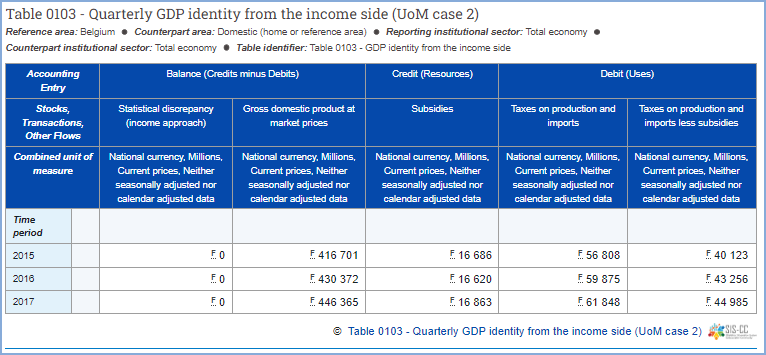 Table 0103 - Quarterly GDP identity from the income side (UoM case 2)
Reference area: Belgium ● Counterpart area: Domestic (home or reference area) ● Reporting institutional sector: Total economy ●
Counterpart institutional sector: Total economy ● Table identifier: Table 0103 - GDP identity from the income side
Accounting Entry Balance (Credits minus Debits) Credit (Resources) Debit (Uses)
Stocks, Transactions, Other Flows Statistical discrepancy (income approach) Gross domestic product at market prices Subsidies Taxes on production and imports Taxes on production and imports less subsidies
Combined unit of measure National currency, Millions, Current prices, Neither seasonally adjusted nor calendar adjusted data National currency, Millions, Current prices, Neither seasonally adjusted nor calendar adjusted data National currency, Millions, Current prices, Neither seasonally adjusted nor calendar adjusted data National currency, Millions, Current prices, Neither seasonally adjusted nor calendar adjusted data National currency, Millions, Current prices, Neither seasonally adjusted nor calendar adjusted data
Time period
2015 F 0 F 416 701 F 16 686 F 56 808 F 40 123
2016 F 0 F 430 372 F 16 620 F 59 875 F 43 256
2017 F 0 F 446 365 F 16 863 F 61 848 F 44 985
© Table 0103 - Quarterly GDP identity from the income side (UoM case 2) SIS-CC